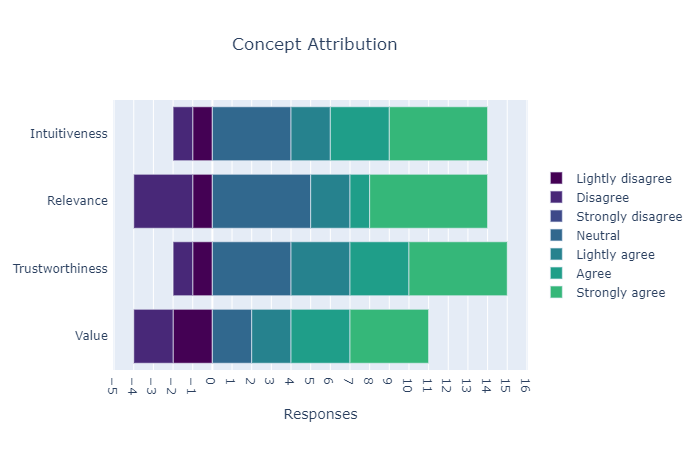 Concept Attribution
Intuitiveness
Relevance
Trustworthiness
Value
−5
−4
−3
−2
−1
0
1
2
3
4
5
6
7
8
9
10
11
12
13
14
15
16
Responses
Lightly disagree
Disagree
Strongly disagree
Neutral
Lightly agree
Agree
Strongly agree